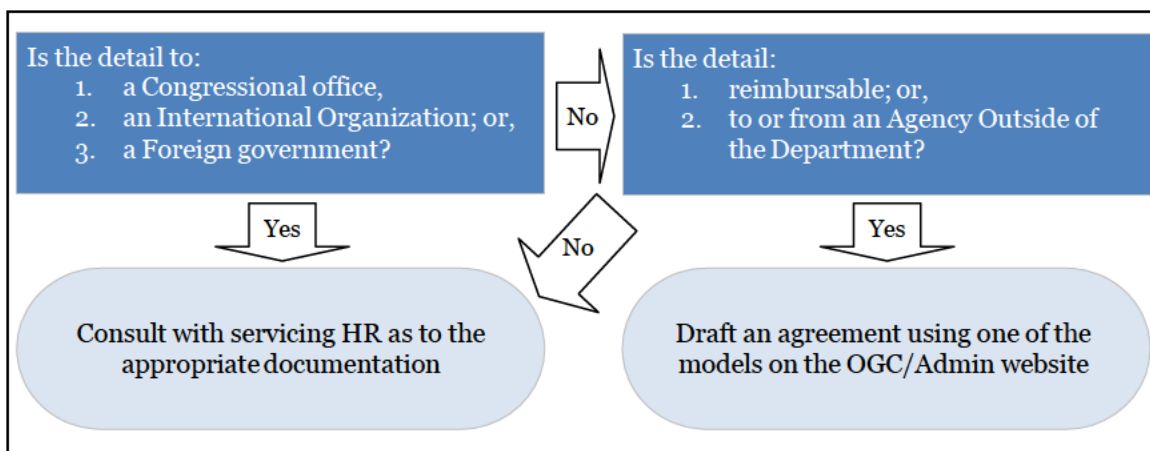 Is the detail to:
1. a Congressional office,
2. an International Organization; or,
3. a Foreign government?
No
Is the detail:
1. reimbursable; or,
2. to or from an Agency Outside of
the Department?
Yes
No
Yes
Consult with servicing HR as to the
appropriate documentation
Draft an agreement using one of the
models on the OGC/Admin website